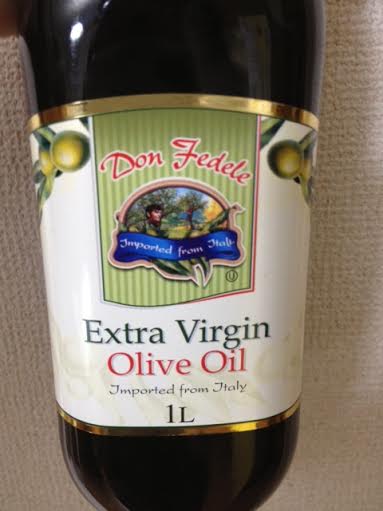 Don Fedele
Imported from Italy
U
Extra Virgin
Olive Oil
Imported from Italy
1L